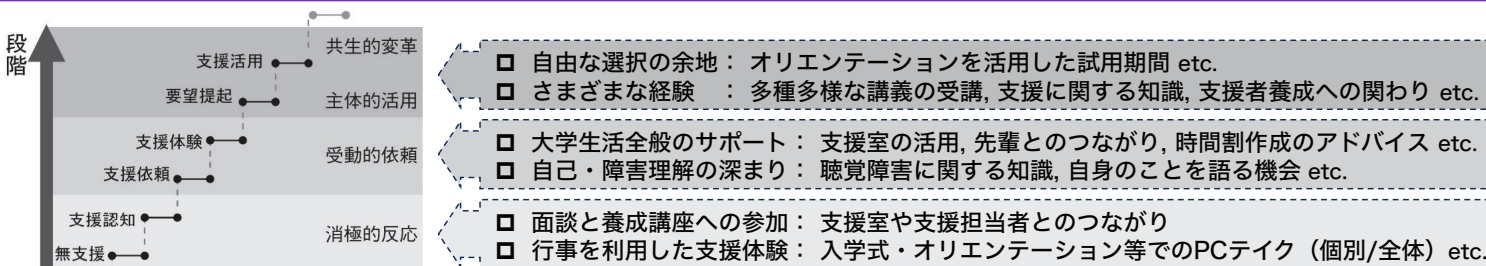 段階
共生的変革
支援活用
要望提起
主体的活用
支援体験
受動的依頼
支援依頼
支援認知
消極的反応
無支援
□ 自由な選択の余地： オリエンテーションを活用した試用期間 etc.
□ さまざまな経験 ： 多種多様な講義の受講, 支援に関する知識, 支援者養成への関わり etc.
□ 大学生活全般のサポート： 支援室の活用, 先輩とのつながり, 時間割作成のアドバイス etc.
□ 自己・障害理解の深まり： 聴覚障害に関する知識, 自身のことを語る機会 etc.
□ 面談と養成講座への参加： 支援室や支援担当者とのつながり
□ 行事を利用した支援体験： 入学式・オリエンテーション等でのPCテイク（個別/全体）etc.